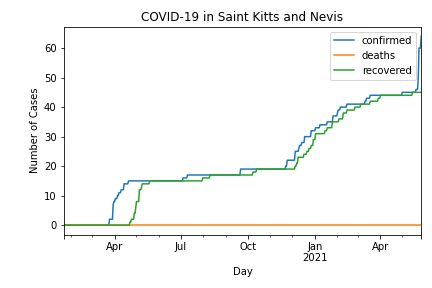 COVID-19 in Saint Kitts and Nevis
confirmed
deaths
recovered
Number of Cases
60
50
40
30
20
10
0
Apr
Jul
Oct
Jan
2021
Apr
Day